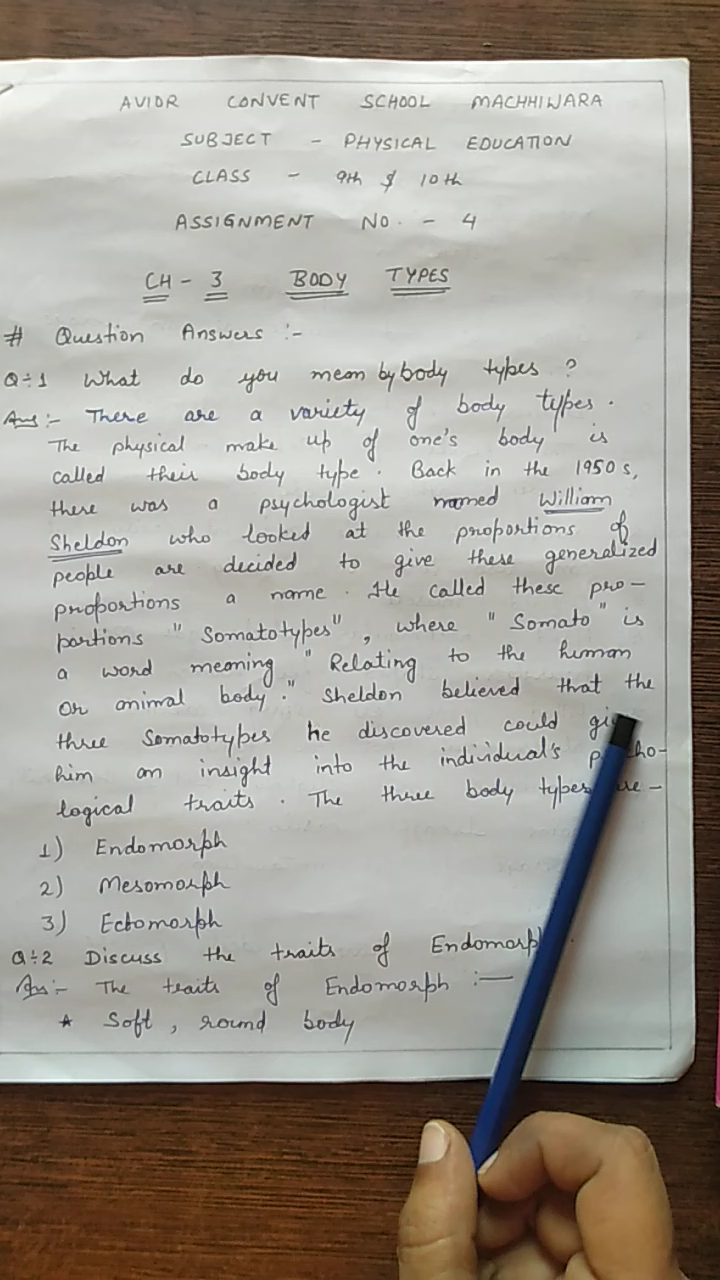 AVIOR CONVENT SCHOOL MACHHIWARA
SUBJECT - PHYSICAL EDUCATION
CLASS - 9th & 10th
ASSIGNMENT NO. - 4
CH - 3 BODY TYPES
# Question Answers :-
Q÷1 What do you mean by body types ?
Ans :- There are a variety of body types .
The physical make up of one's body is
called their body type . Back in the 1950s,
there was a psychologist named William
Sheldon who looked at the proportions of
people are decided to give these generalized
proportions a name . He called these pro-
portions " Somatotypes" , where " Somato " is
a word meaning " Relating to the human
or animal body . " Sheldon believed that the
three Somatotypes he discovered could
him an insight into the individual's
logical traits . The three body types -
1) Endomorph
2) Mesomorph
3) Ectomorph
Q÷2 Discuss the traits of Endomorph
Ans :- The traits of Endomorph :-
* Soft , round body